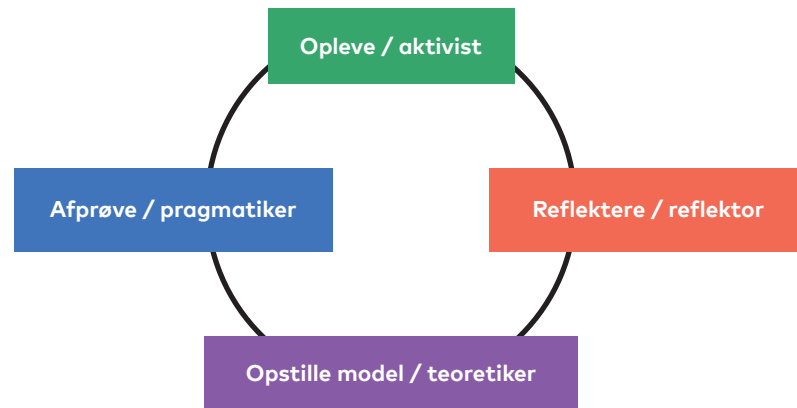 Opleve / aktivist
Afprøve / pragmatiker
Reflektere / reflektor
Opstille model / teoretiker